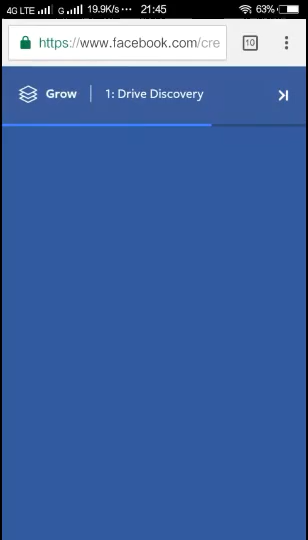 4G LTE G 19.9K/s ··· 21:45 63%
https://www.facebook.com/cre 10
Grow | 1: Drive Discovery